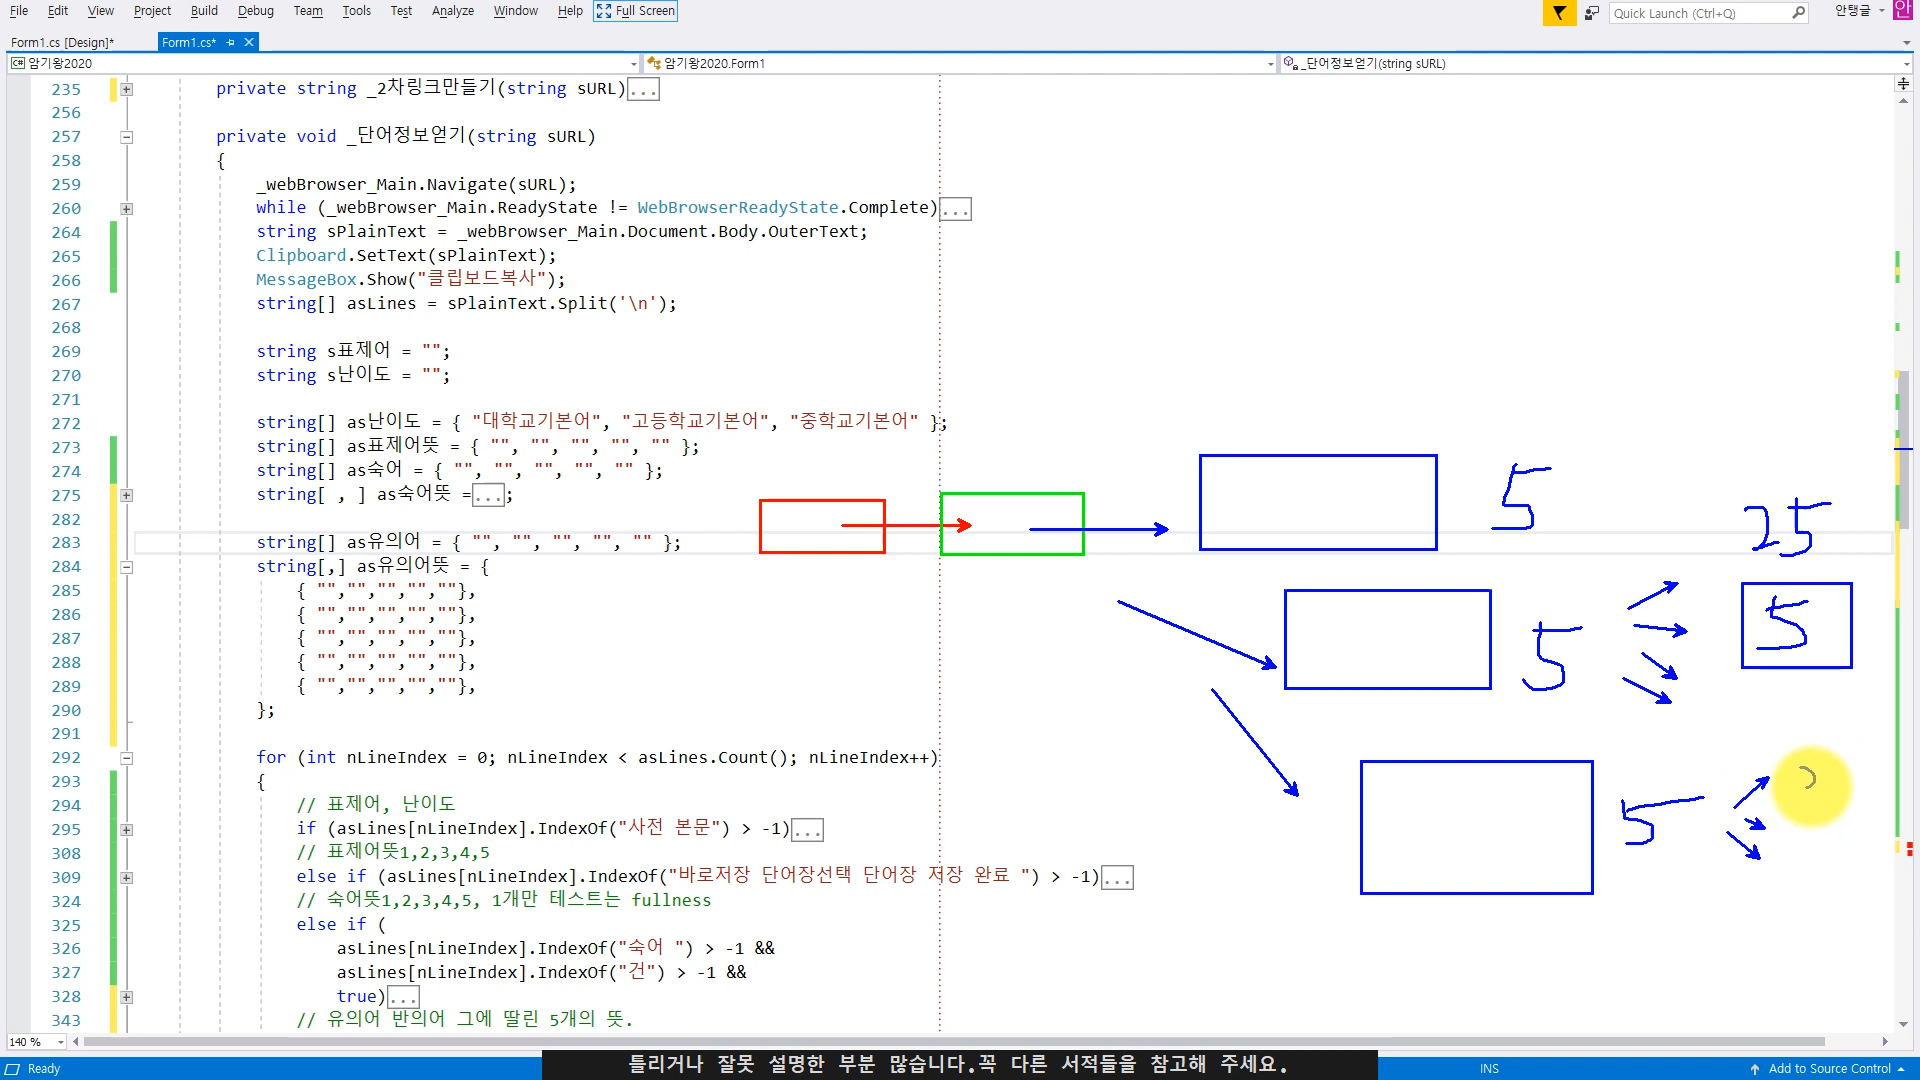 File Edit View Project Build Debug Team Tools Test Analyze Window Help Full Screen Quick Launch (Ctrl+Q) 안탱글 안
Form1.cs [Design]* Form1.cs*
C# 암기왕2020 암기왕2020.Form1 _단어정보얻기(string sURL)
235 private string _2차링크만들기(string sURL)...
256
257 private void _단어정보얻기(string sURL)
258 {
259 _webBrowser_Main.Navigate(sURL);
260 while (_webBrowser_Main.ReadyState != WebBrowserReadyState.Complete)...
264 string sPlainText = _webBrowser_Main.Document.Body.OuterText;
265 Clipboard.SetText(sPlainText);
266 MessageBox.Show("클립보드복사");
267 string[] asLines = sPlainText.Split('\n');
268
269 string s표제어 = "";
270 string s난이도 = "";
271
272 string[] as난이도 = { "대학교기본어", "고등학교기본어", "중학교기본어" };
273 string[] as표제어뜻 = { "", "", "", "", "" };
274 string[] as숙어 = { "", "", "", "", "" };
275 string[ , ] as숙어뜻 =...;
282
283 string[] as유의어 = { "", "", "", "", "" };
284 string[,] as유의어뜻 = {
285 { "","","","",""},
286 { "","","","",""},
287 { "","","","",""},
288 { "","","","",""},
289 { "","","","",""},
290 };
291
292 for (int nLineIndex = 0; nLineIndex < asLines.Count(); nLineIndex++)
293 {
294 // 표제어, 난이도
295 if (asLines[nLineIndex].IndexOf("사전 본문") > -1)...
308 // 표제어뜻1,2,3,4,5
309 else if (asLines[nLineIndex].IndexOf("바로저장 단어장선택 단어장 저장 완료 ") > -1)...
324 // 숙어뜻1,2,3,4,5, 1개만 테스트는 fullness
325 else if (
326 asLines[nLineIndex].IndexOf("숙어 ") > -1 &&
327 asLines[nLineIndex].IndexOf("건") > -1 &&
328 true)...
343 // 유의어 반의어 그에 딸린 5개의 뜻.
5
25
5
5
5
140 %
틀리거나 잘못 설명한 부분 많습니다.꼭 다른 서적들을 참고해 주세요.
Ready INS Add to Source Control